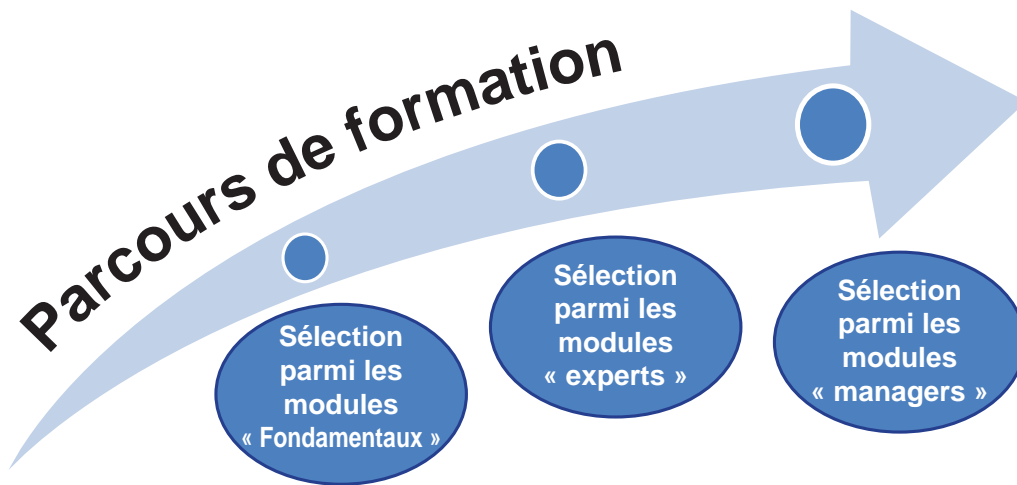 Parcours de formation
Sélection
parmi les
modules
« Fondamentaux »
Sélection
parmi les
modules
« experts »
Sélection
parmi les
modules
« managers »